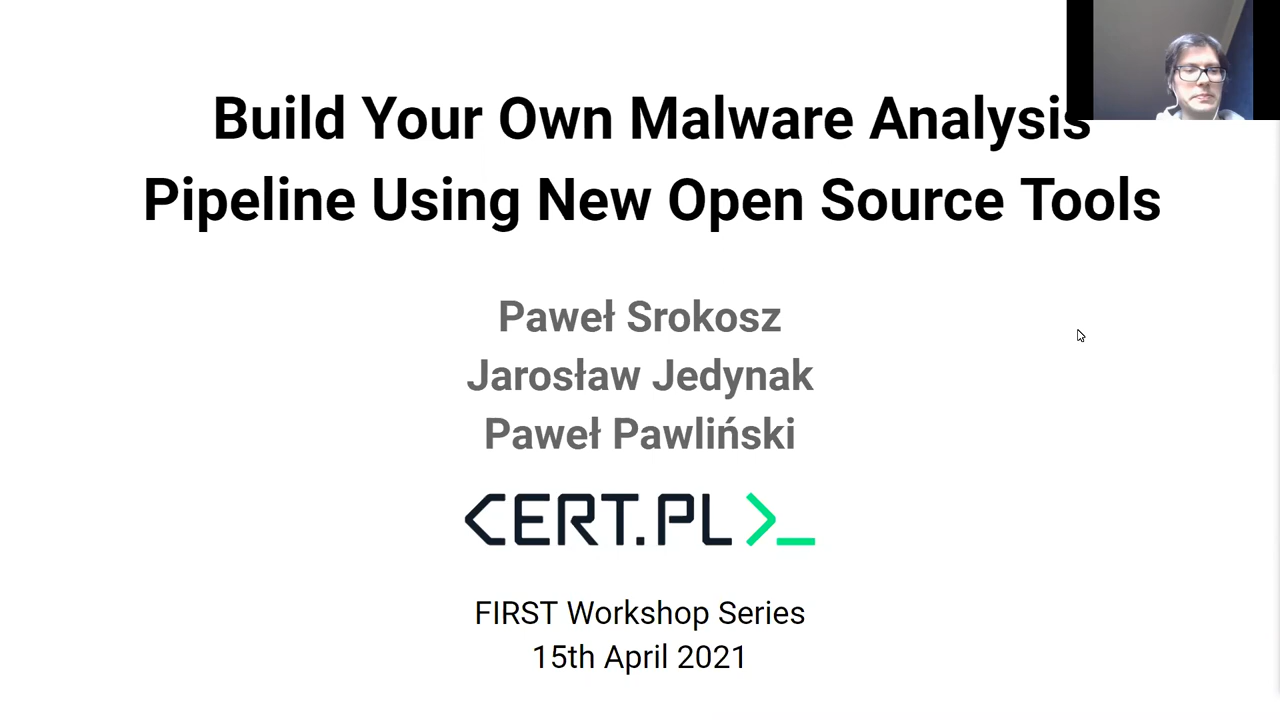 Build Your Own Malware Analysis
Pipeline Using New Open Source Tools
Paweł Srokosz
Jarosław Jedynak
Paweł Pawliński
CERT.PL>_
FIRST Workshop Series
15th April 2021